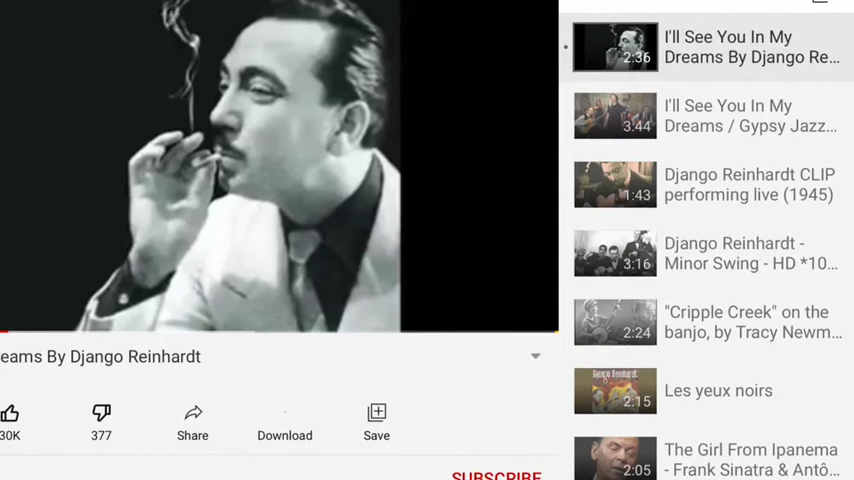 I'll See You In My
Dreams By Django Re...
2:36
I'll See You In My
Dreams / Gypsy Jazz...
3:44
Django Reinhardt CLIP
performing live (1945)
1:43
Django Reinhardt -
Minor Swing - HD *10...
3:16
"Cripple Creek" on the
banjo, by Tracy Newm...
2:24
Les yeux noirs
Django Reinhardt
2:15
The Girl From Ipanema
- Frank Sinatra & Antô...
2:05
eams By Django Reinhardt
30K
377
Share
Download
Save
SUBSCRIBE